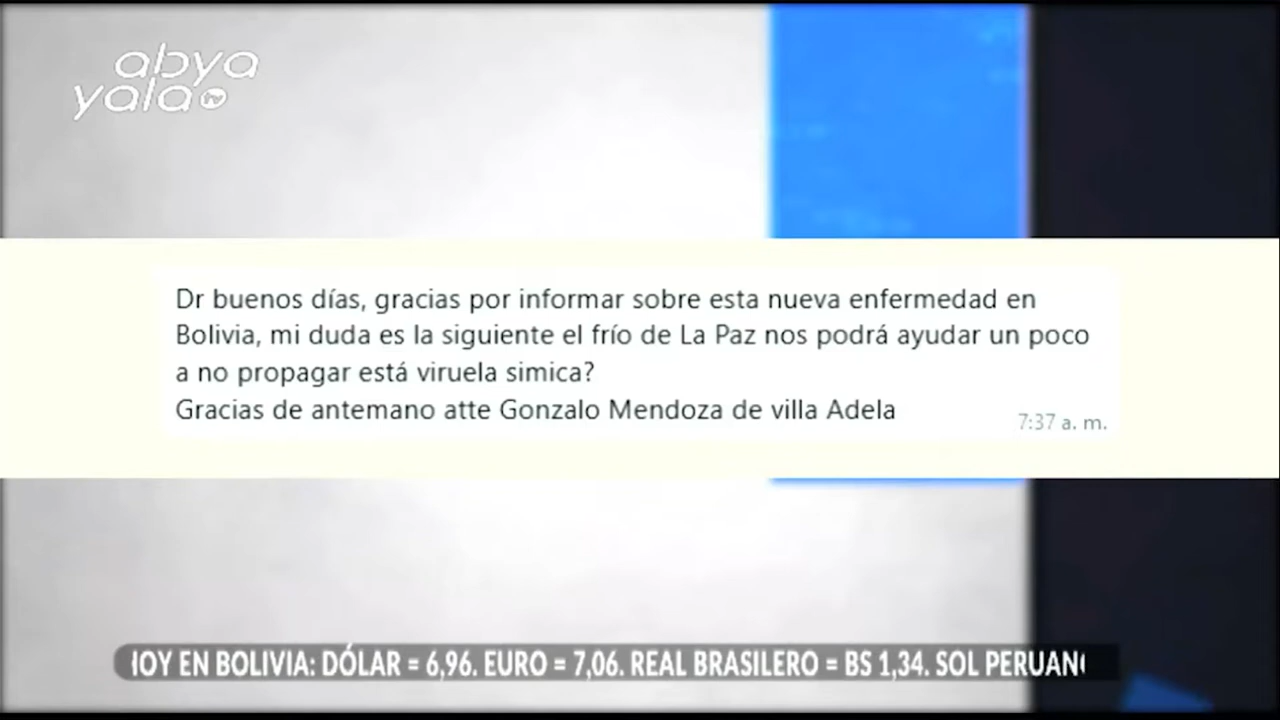 abya
yala tv
Dr buenos días, gracias por informar sobre esta nueva enfermedad en
Bolivia, mi duda es la siguiente el frío de La Paz nos podrá ayudar un poco
a no propagar está viruela simica?
Gracias de antemano atte Gonzalo Mendoza de villa Adela
7:37 a. m.
EN BOLIVIA: DÓLAR = 6,96. EURO = 7,06. REAL BRASILERO = BS 1,34. SOL